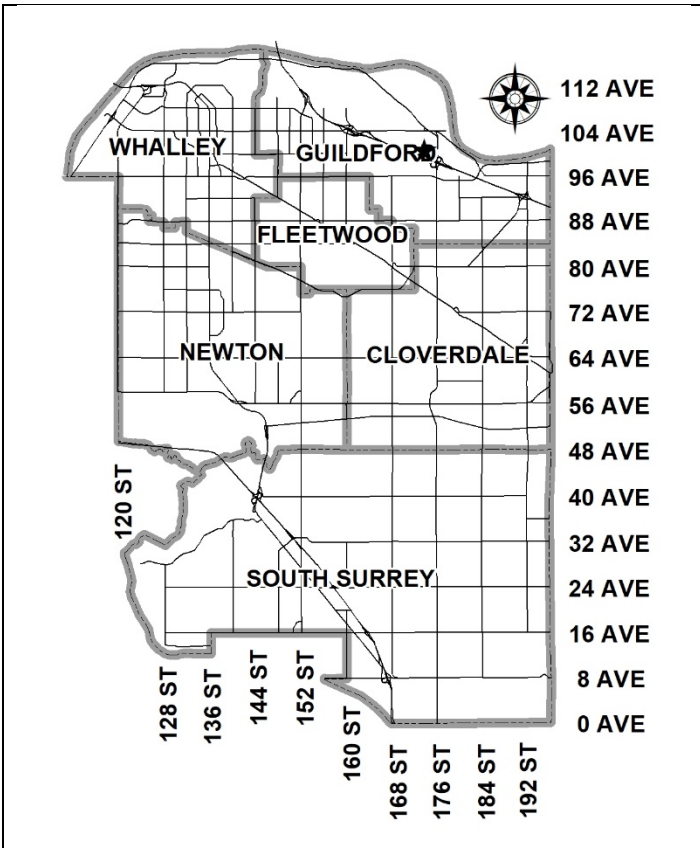 112 AVE
104 AVE
WHALLEY
GUILDFORD
96 AVE
88 AVE
FLEETWOOD
80 AVE
72 AVE
NEWTON
CLOVERDALE
64 AVE
56 AVE
48 AVE
120 ST
40 AVE
32 AVE
SOUTH SURREY
24 AVE
16 AVE
8 AVE
0 AVE
128 ST
136 ST
144 ST
152 ST
160 ST
168 ST
176 ST
184 ST
192 ST